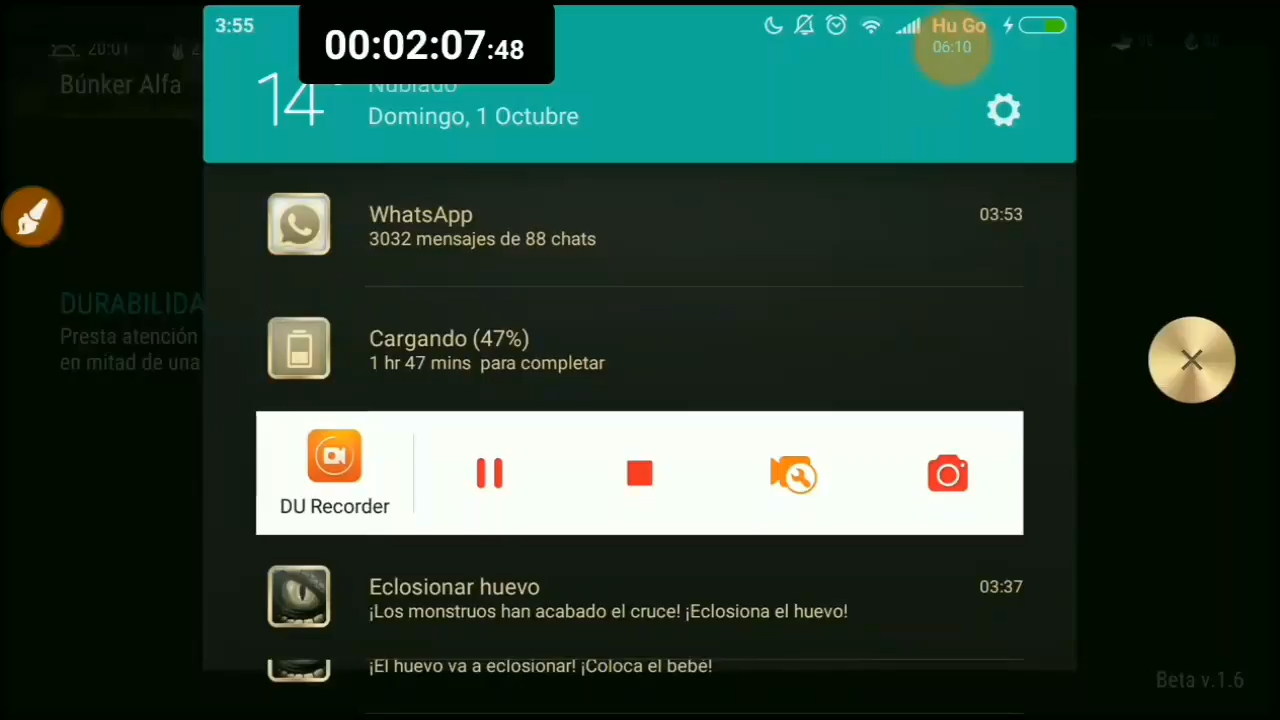 3:55
00:02:07:48
Hu Go
06:10
20:01
Búnker Alfa
14°
Nublado
Domingo, 1 Octubre
WhatsApp
03:53
3032 mensajes de 88 chats
DURABILIDA
Presta atención
en mitad de una
Cargando (47%)
1 hr 47 mins para completar
DU Recorder
Eclosionar huevo
03:37
¡Los monstruos han acabado el cruce! ¡Eclosiona el huevo!
¡El huevo va a eclosionar! ¡Coloca el bebé!
Beta v.1.6